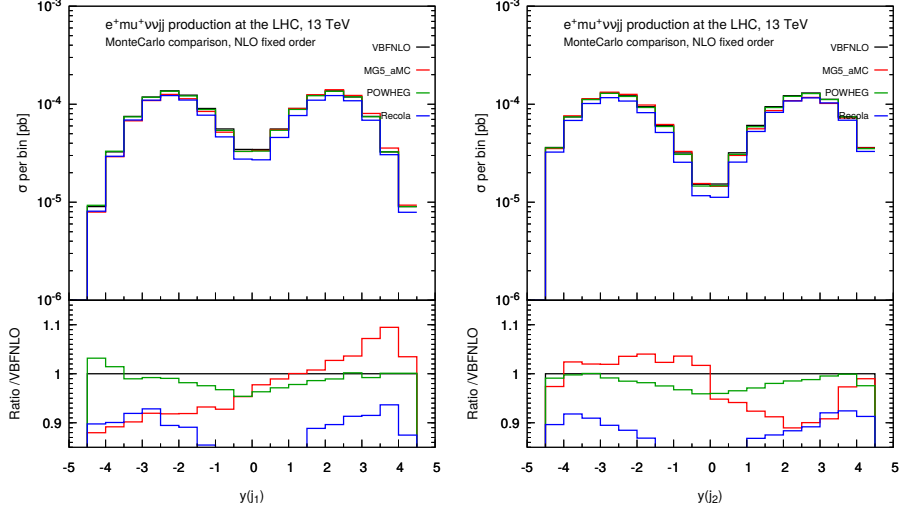 e⁺mu⁺ννjj production at the LHC, 13 TeV
MonteCarlo comparison, NLO fixed order
VBFNLO
MG5_aMC
POWHEG
Recola
σ per bin [pb]
10⁻³
10⁻⁴
10⁻⁵
10⁻⁶
Ratio /VBFNLO
1.1
1
0.9
-5 -4 -3 -2 -1 0 1 2 3 4 5
y(j₁)
e⁺mu⁺ννjj production at the LHC, 13 TeV
MonteCarlo comparison, NLO fixed order
VBFNLO
MG5_aMC
POWHEG
Recola
σ per bin [pb]
10⁻³
10⁻⁴
10⁻⁵
10⁻⁶
Ratio /VBFNLO
1.1
1
0.9
-5 -4 -3 -2 -1 0 1 2 3 4 5
y(j₂)